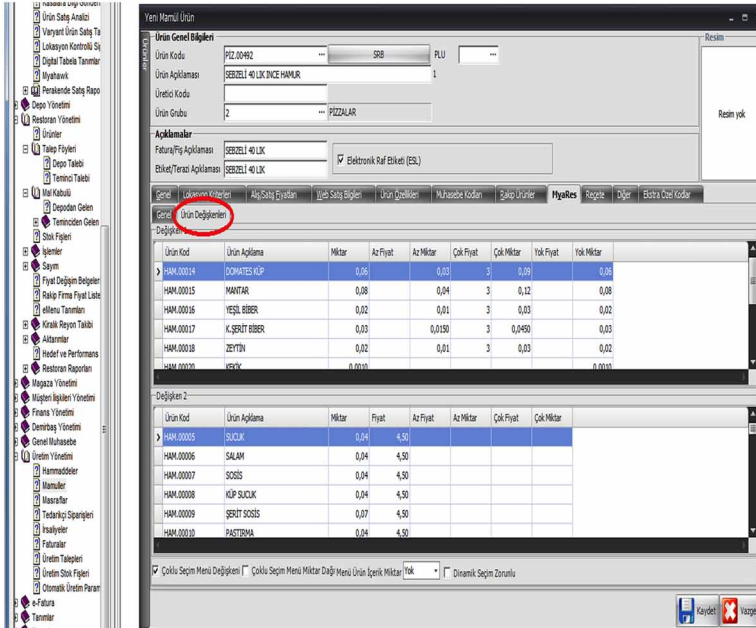 Kasalara Bilgi Gönderi
Ürün Satış Analizi
Varyant Ürün Satış Ta
Lokasyon Kontrollü Sip
Digital Tabela Tanımlar
Myahawk
Perakende Satış Rapo
Depo Yönetimi
Restoran Yönetimi
Ürünler
Talep Föyleri
Depo Talebi
Teminci Talebi
Mal Kabulü
Depodan Gelen
Teminciden Gelen
Stok Fişleri
İşlemler
Sayım
Fiyat Değişim Belgeler
Rakip Firma Fiyat Liste
eMenu Tanımları
Kiralık Reyon Takibi
Aktarımlar
Hedef ve Performans
Restoran Raporları
Magaza Yönetimi
Müşteri İlişkileri Yönetimi
Finans Yönetimi
Demirbaş Yönetimi
Genel Muhasebe
Üretim Yönetimi
Hammaddeler
Mamuller
Masraflar
Tedarikçi Siparişleri
İrsaliyeler
Faturalar
Üretim Talepleri
Üretim Stok Fişleri
Otomatik Üretim Param
e-Fatura
Tanımlar
Yeni Mamül Ürün
Ürünler
Ürün Genel Bilgileri
Ürün Kodu PİZ.00492 ... SRB PLU ...
Ürün Açıklaması SEBZELİ 40 LIK INCE HAMUR 1
Üretici Kodu
Ürün Grubu 2 ... PİZZALAR
Resim
Resim yok
Açıklamalar
Fatura/Fiş Açıklaması SEBZELİ 40 LIK
Etiket/Terazi Açıklaması SEBZELİ 40 LIK
Elektronik Raf Etiketi (ESL)
Genel Lokasyon Kriterleri Alış/Satış Fiyatları Web Satış Bilgileri Ürün Özellikleri Muhasebe Kodları Rakip Ürünler MyaRes Reçete Diğer Ekstra Özel Kodlar
Genel Ürün Değişkenleri
Değişken 1
Ürün Kod Ürün Açıklama Miktar Az Fiyat Az Miktar Çok Fiyat Çok Miktar Yok Fiyat Yok Miktar
HAM.00014 DOMATES KÜP 0,06 0,03 3 0,09 0,06
HAM.00015 MANTAR 0,08 0,04 3 0,12 0,08
HAM.00016 YEŞİL BİBER 0,02 0,01 3 0,03 0,02
HAM.00017 K.ŞERİT BİBER 0,03 0,0150 3 0,0450 0,03
HAM.00018 ZEYTİN 0,02 0,01 3 0,03 0,02
HAM.00020 KEKİK 0,0010 0,0010
Değişken 2
Ürün Kod Ürün Açıklama Miktar Fiyat Az Fiyat Az Miktar Çok Fiyat Çok Miktar
HAM.00005 SUCUK 0,04 4,50
HAM.00006 SALAM 0,04 4,50
HAM.00007 SOSİS 0,04 4,50
HAM.00008 KÜP SUCUK 0,04 4,50
HAM.00009 ŞERİT SOSİS 0,07 4,50
HAM.00010 PASTIRMA 0,04 4,50
Çoklu Seçim Menü Değişkeni Çoklu Seçim Menü Miktar Dağı Menü Ürün İçerik Miktar Yok Dinamik Seçim Zorunlu
Kaydet Vazge